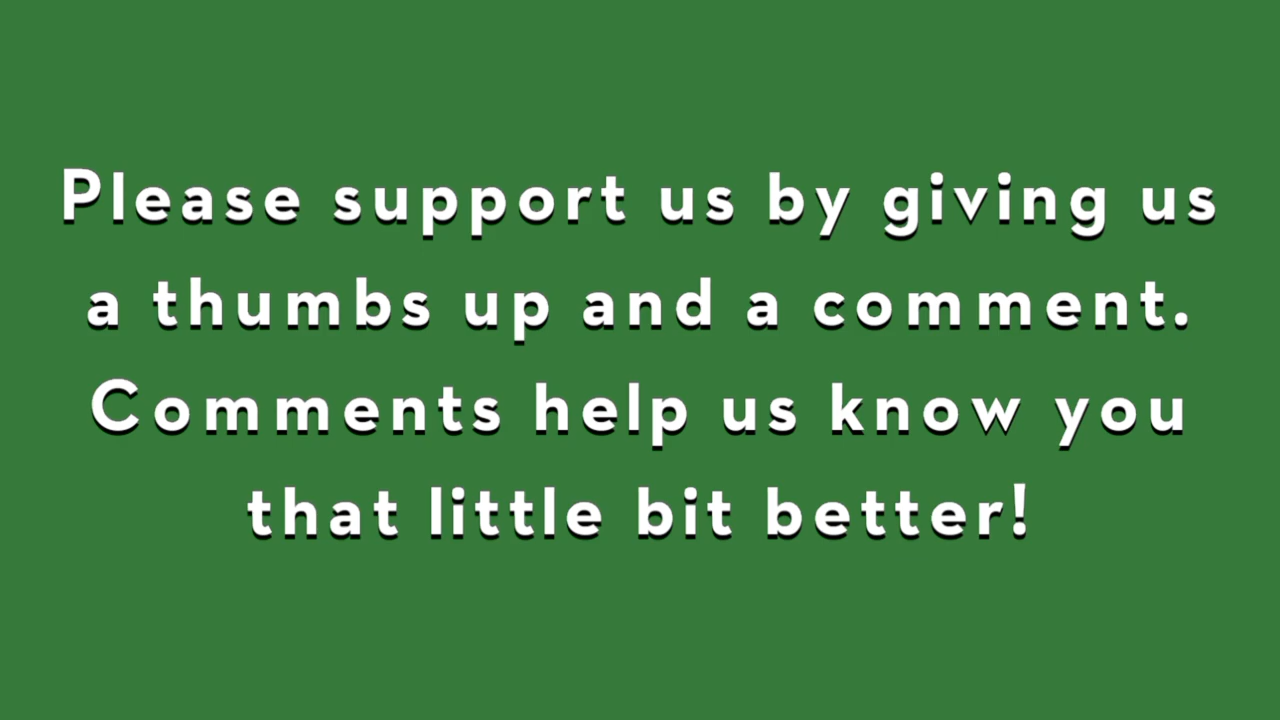 Please support us by giving us
a thumbs up and a comment.
Comments help us know you
that little bit better!